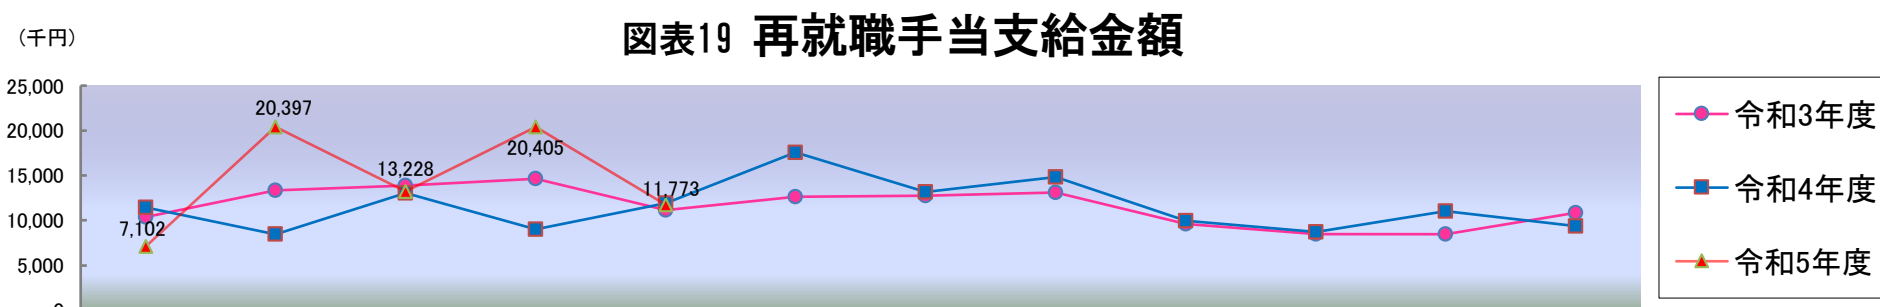 (千円)
図表19 再就職手当支給金額
25,000
20,000
15,000
10,000
5,000
0
7,102
20,397
13,228
20,405
11,773
令和3年度
令和4年度
令和5年度